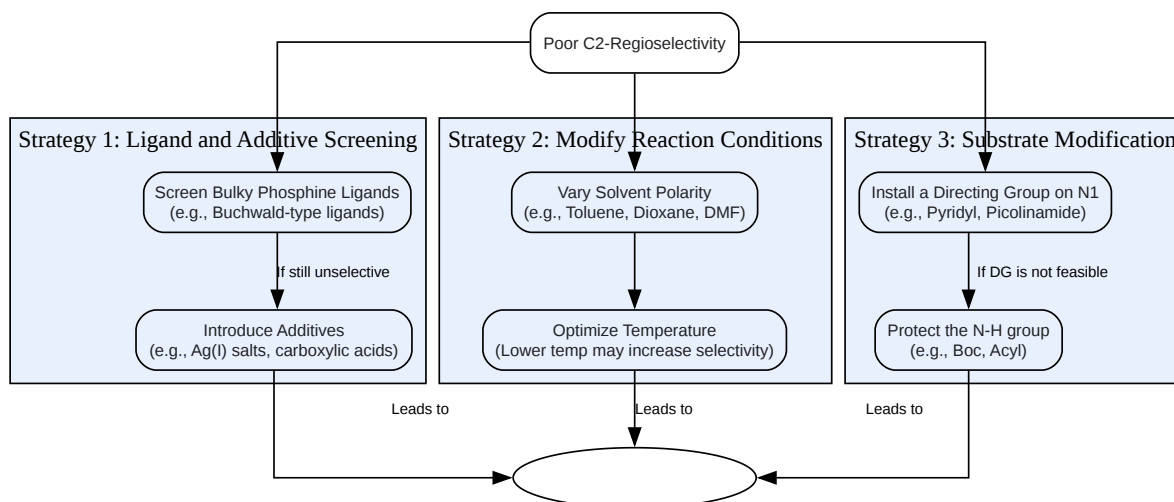 Poor C2-Regioselectivity
Strategy 1: Ligand and Additive Screening
Screen Bulky Phosphine Ligands
(e.g., Buchwald-type ligands)
If still unselective
Introduce Additives
(e.g., Ag(I) salts, carboxylic acids)
Leads to
Strategy 2: Modify Reaction Conditions
Vary Solvent Polarity
(e.g., Toluene, Dioxane, DMF)
Optimize Temperature
(Lower temp may increase selectivity)
Leads to
Strategy 3: Substrate Modification
Install a Directing Group on N1
(e.g., Pyridyl, Picolinamide)
If DG is not feasible
Protect the N-H group
(e.g., Boc, Acyl)
Leads to